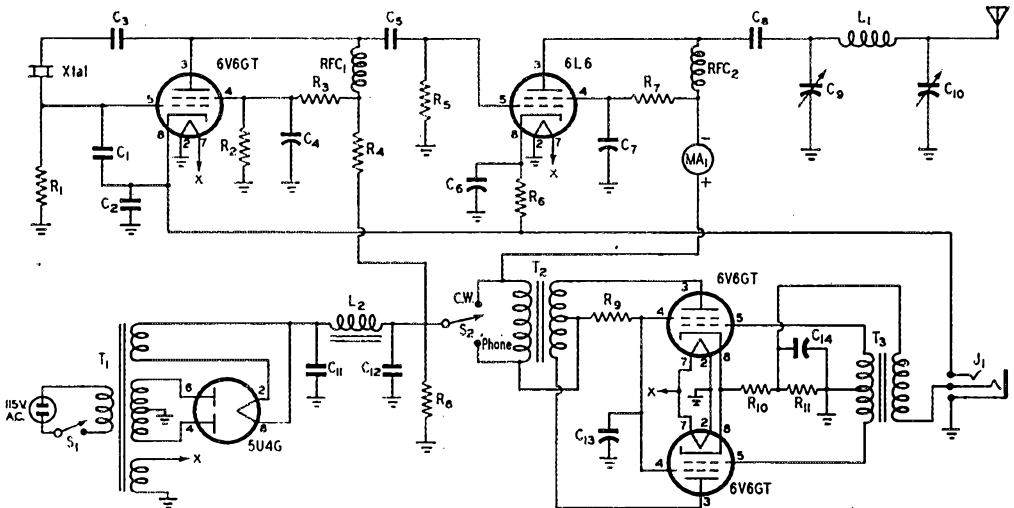 C3
C5
C8
L1
Xtal
6V6GT
RFC1
6L6
RFC2
3
3
R3
R7
C9
C10
5
4
5
4
8
2
7
8
2
7
R5
C1
R2
C4
R4
C7
MA1
-
+
X
X
R1
C2
C6
R6
T2
6V6GT
C.W.
S2
Phone
L2
R9
3
4
5
C14
T3
J1
T1
C11
C12
7
2
8
X
R10
R11
115V.
A.C.
S1
6
2
4
8
5U4G
R8
C13
7
2
8
4
5
6V6GT
3
X